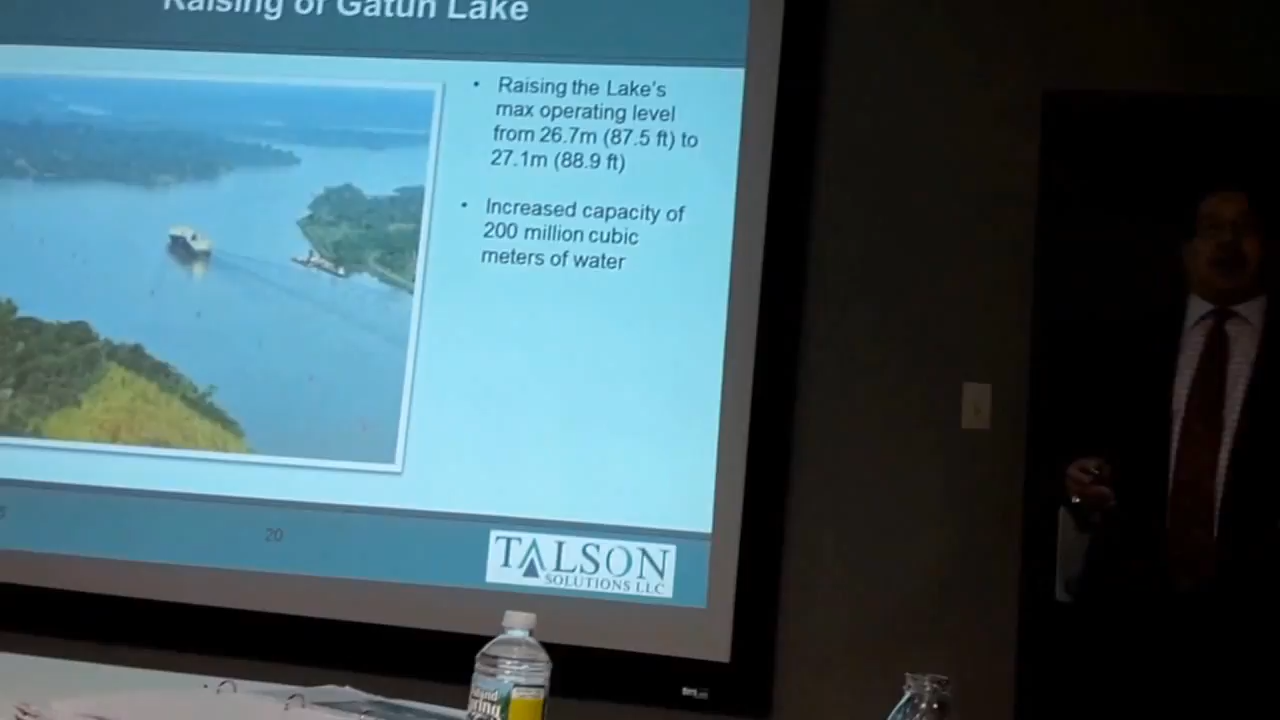 Raising of Gatun Lake
• Raising the Lake's
max operating level
from 26.7m (87.5 ft) to
27.1m (88.9 ft)
• Increased capacity of
200 million cubic
meters of water
20
TALSON
SOLUTIONS LLC